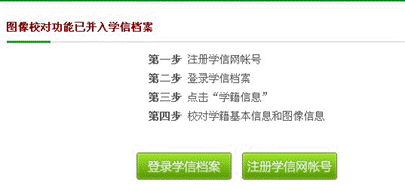 图像校对功能已并入学信档案
第一步 注册学信网帐号
第二步 登录学信档案
第三步 点击“学籍信息”
第四步 校对学籍基本信息和图像信息
登录学信档案 注册学信网帐号